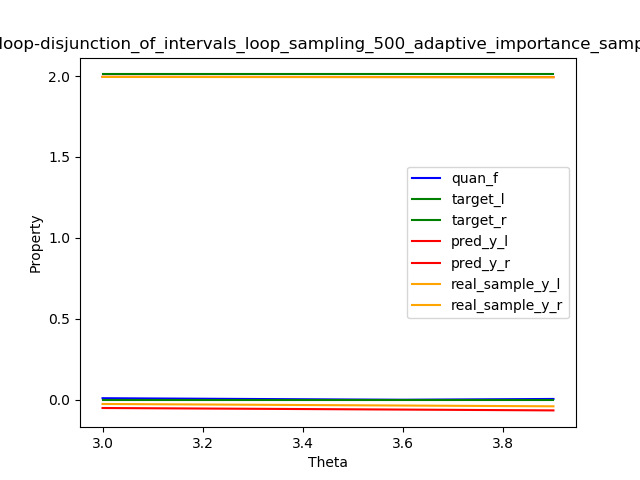 loop-disjunction_of_intervals_loop_sampling_500_adaptive_importance_samp
2.0
1.5
1.0
0.5
0.0
Property
quan_f
target_l
target_r
pred_y_l
pred_y_r
real_sample_y_l
real_sample_y_r
3.0 3.2 3.4 3.6 3.8
Theta